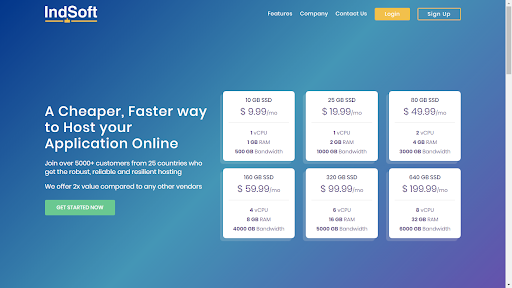 IndSoft
Features Company Contact Us Login Sign Up
A Cheaper, Faster way
to Host your
Application Online
Join over 5000+ customers from 25 countries who
get the robust, reliable and resilient hosting
We offer 2x value compared to any other vendors
GET STARTED NOW
10 GB SSD
$ 9.99/mo
1 vCPU
1 GB RAM
500 GB Bandwidth
25 GB SSD
$ 19.99/mo
1 vCPU
2 GB RAM
1000 GB Bandwidth
GB SSD
$ 49.99/mo
2 vCPU
4 GB RAM
3000 GB Bandwidth
160 GB SSD
$ 59.99/mo
4 vCPU
8 GB RAM
4000 GB Bandwidth
320 GB SSD
$ 99.99/mo
6 vCPU
16 GB RAM
5000 GB Bandwidth
640 GB SSD
$ 199.99/mo
8 vCPU
32 GB RAM
GB Bandwidth